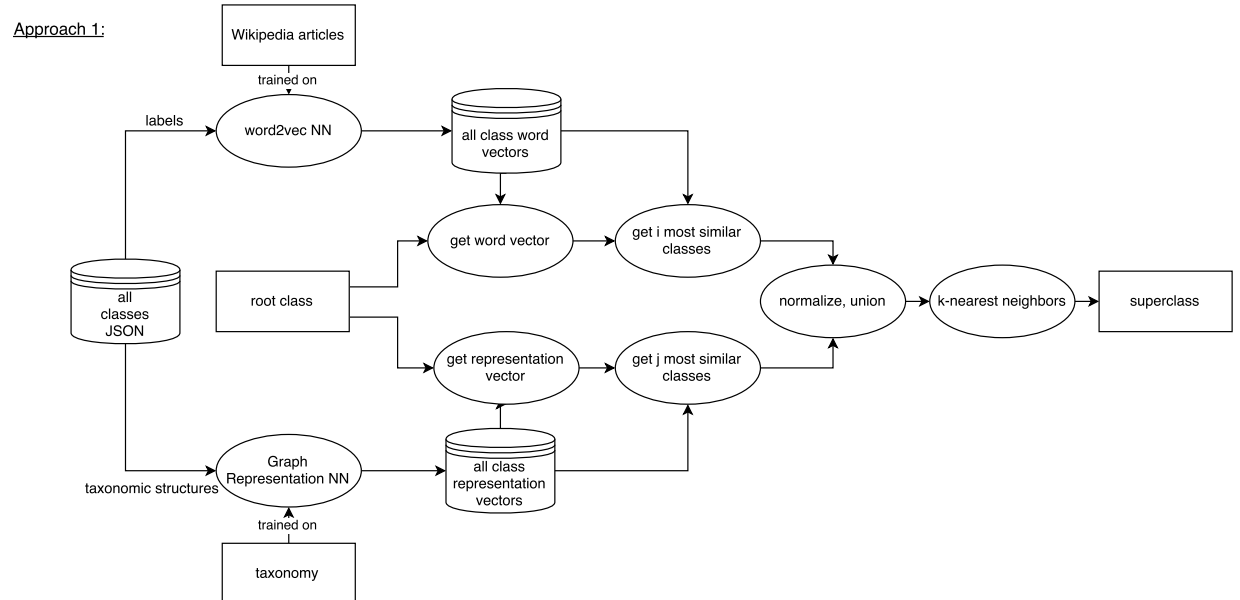 Approach 1:
Wikipedia articles
trained on
labels
word2vec NN
all class word
vectors
get word vector
get i most similar
classes
all
classes
JSON
root class
normalize, union
k-nearest neighbors
superclass
get representation
vector
get j most similar
classes
Graph
Representation NN
taxonomic structures
all class
representation
vectors
trained on
taxonomy